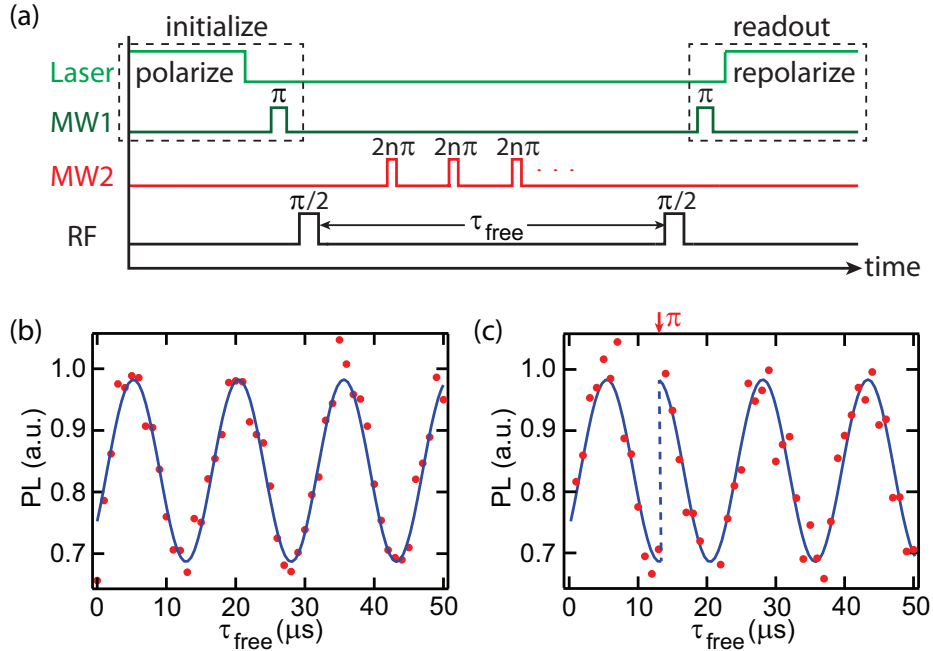 (a)
initialize
readout
Laser
polarize
repolarize
π
π
MW1
2nπ 2nπ 2nπ
MW2
. . .
π/2
π/2
RF
τfree
time
(b)
(c)
π
1.0
0.9
0.8
0.7
PL (a.u.)
0 10 20 30 40 50
τfree (μs)
1.0
0.9
0.8
0.7
PL (a.u.)
0 10 20 30 40 50
τfree (μs)